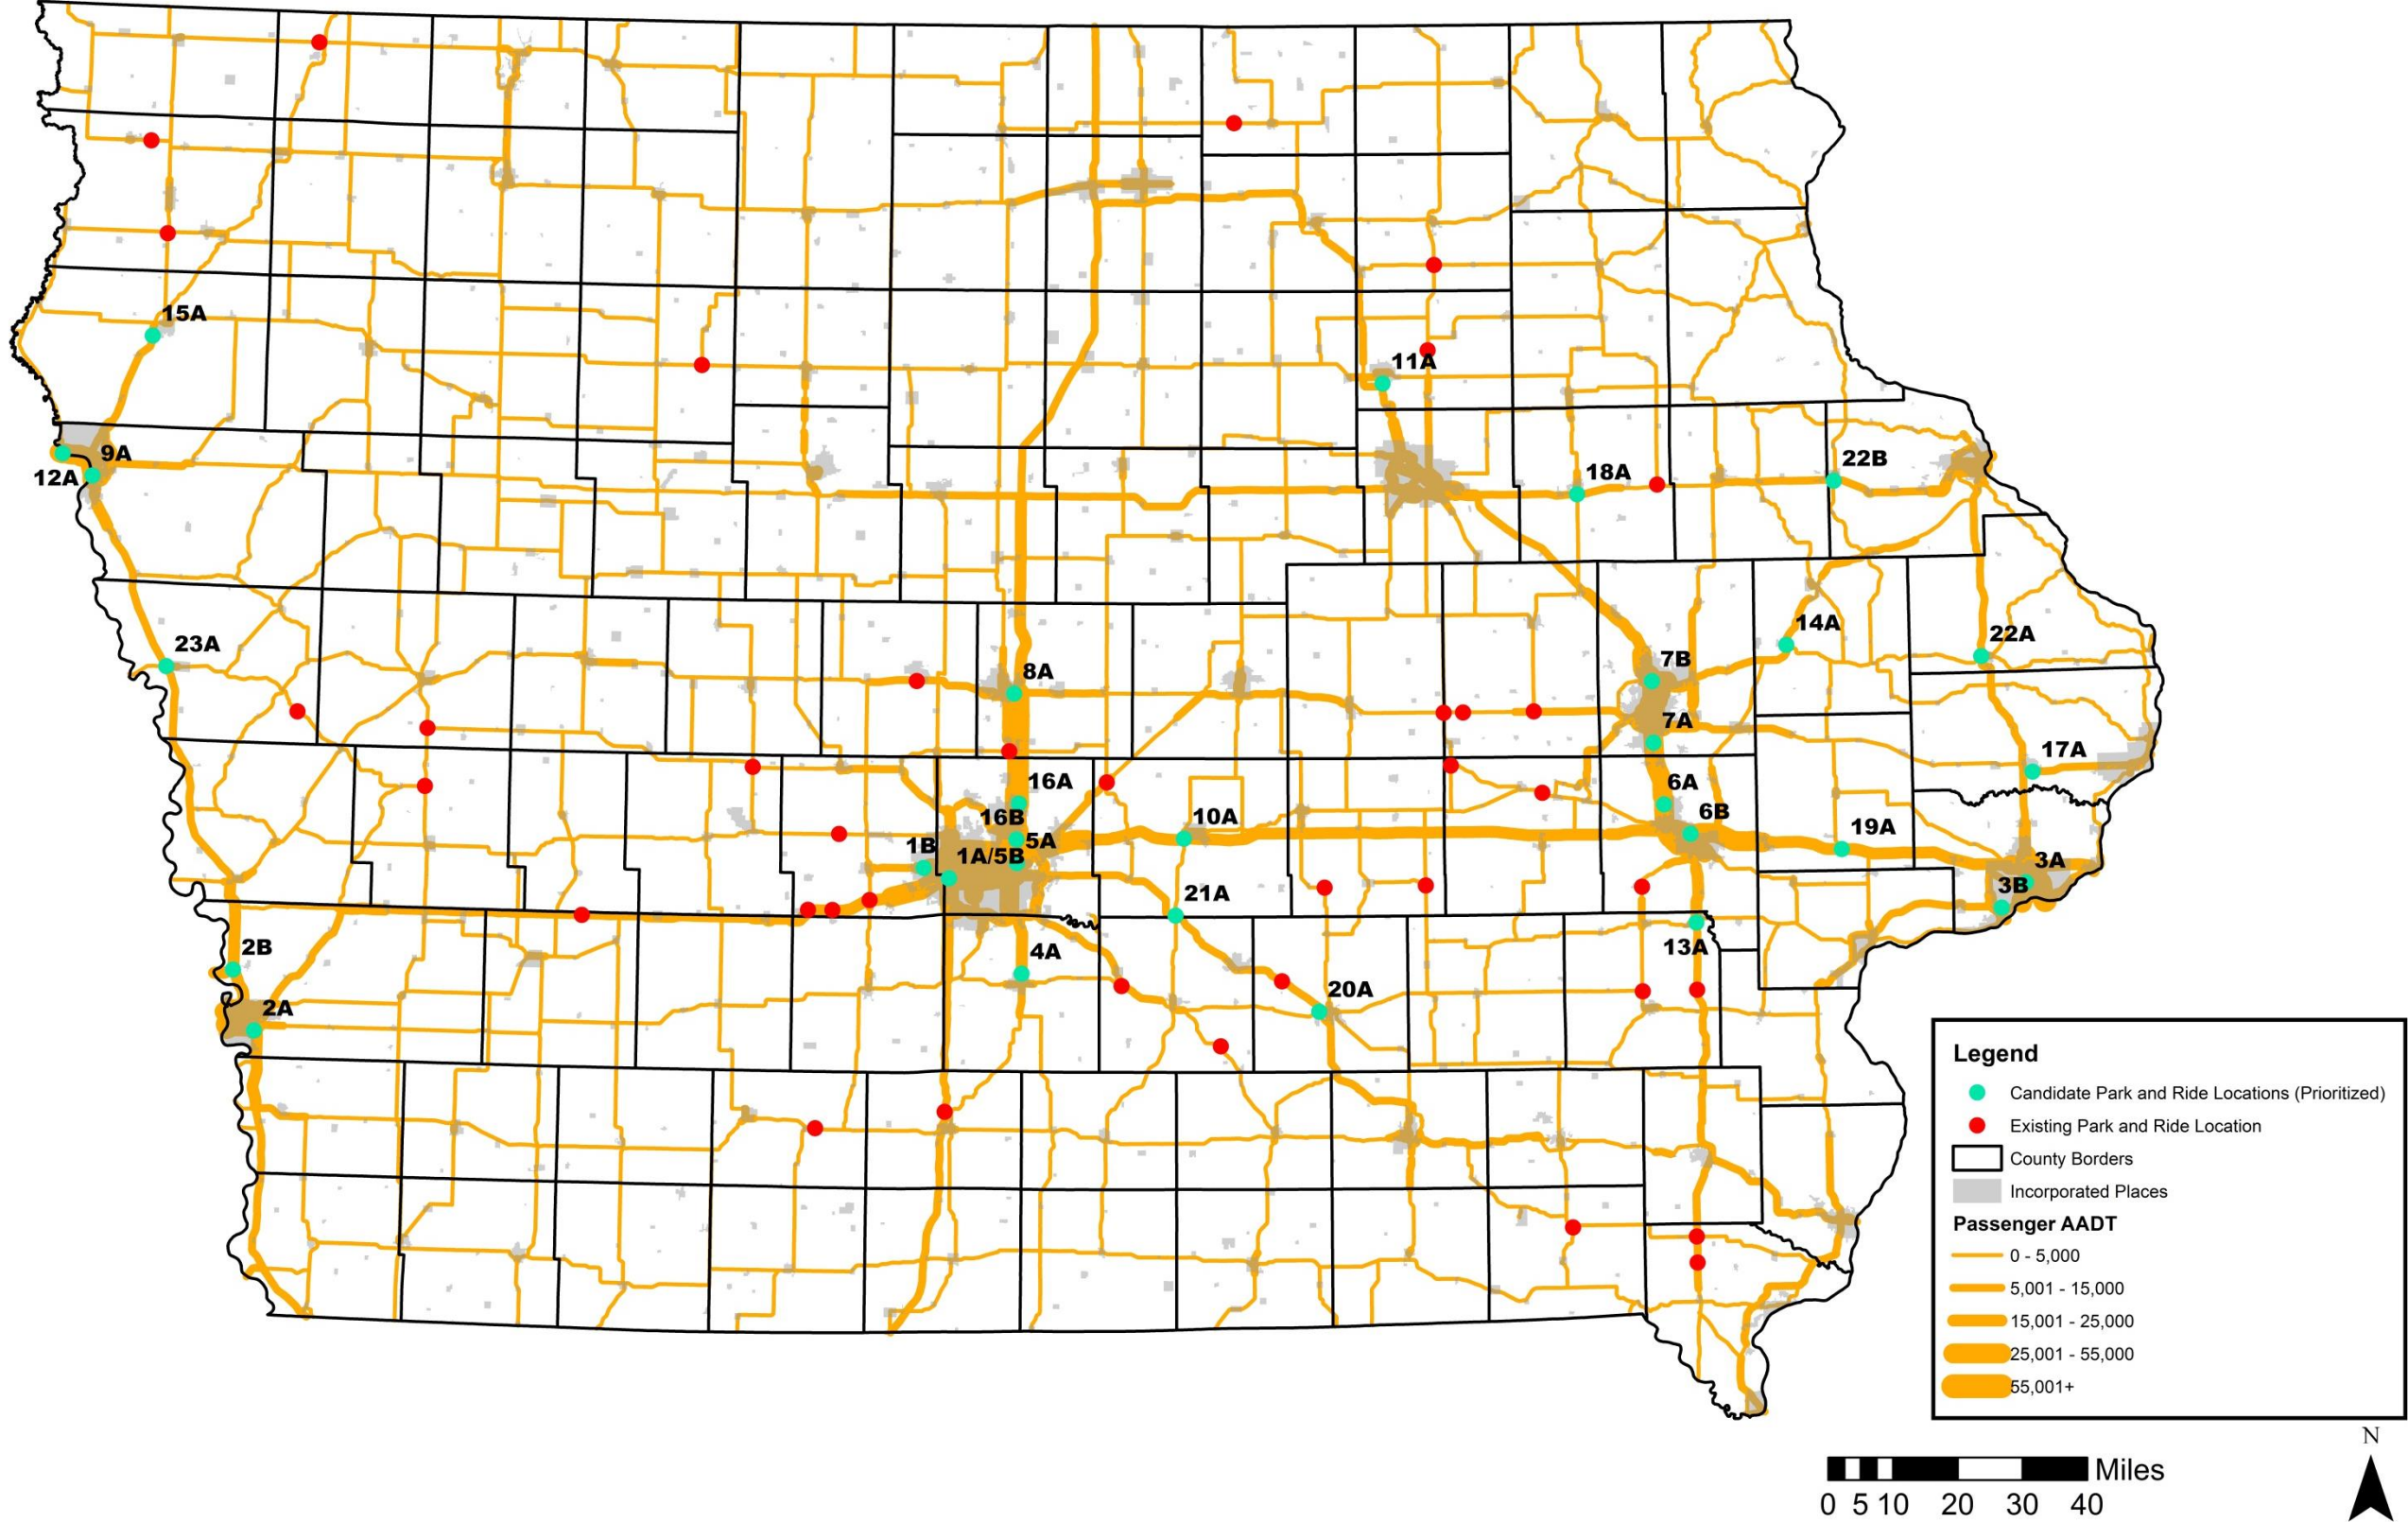 15A
11A
9A
12A
18A
22B
23A
14A
22A
8A
7B
7A
17A
16A
6A
16B
10A
6B
1B
5A
19A
1A/5B
3A
21A
3B
2B
4A
13A
2A
20A
Legend
Candidate Park and Ride Locations (Prioritized)
Existing Park and Ride Location
County Borders
Incorporated Places
Passenger AADT
0 - 5,000
5,001 - 15,000
15,001 - 25,000
25,001 - 55,000
55,001+
N
Miles
0 5 10 20 30 40